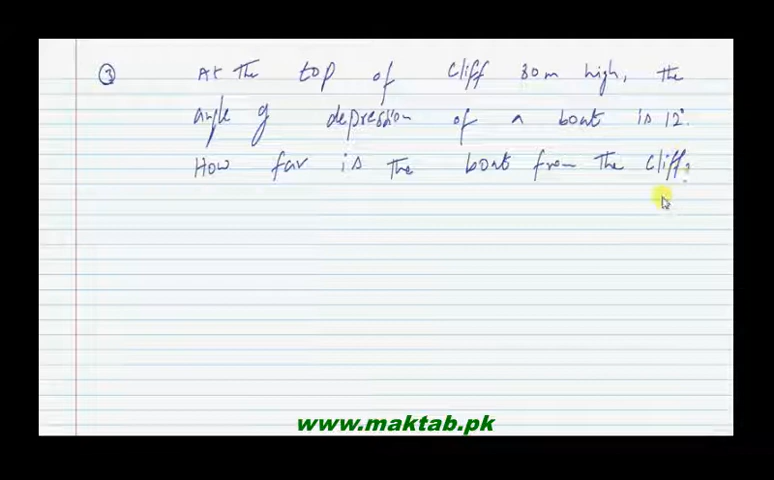 ③ At the top of cliff 30m high, the
angle of depression of a boat is 12°.
How far is the boat from the cliff?
www.maktab.pk